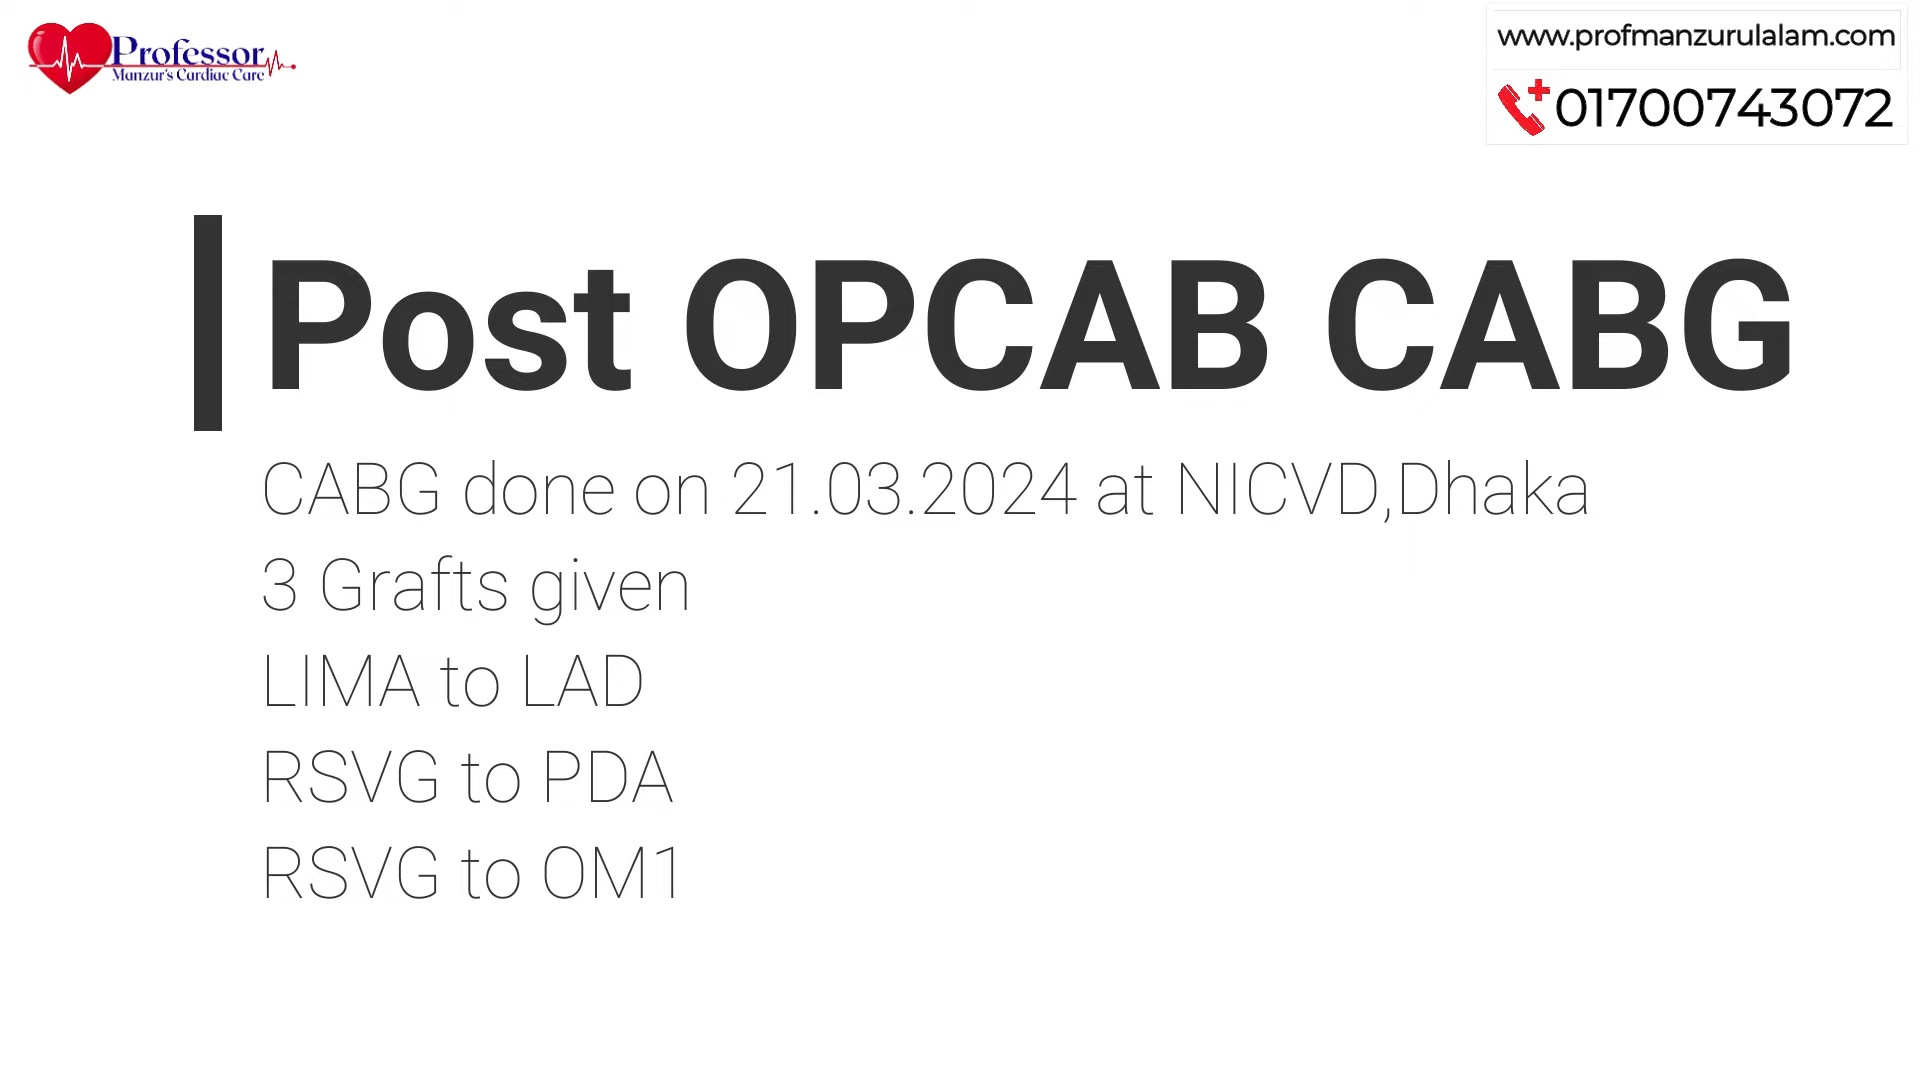 Professor
Manzur's Cardiac Care
www.profmanzurulalam.com
01700743072
Post OPCAB CABG
CABG done on 21.03.2024 at NICVD,Dhaka
3 Grafts given
LIMA to LAD
RSVG to PDA
RSVG to OM1